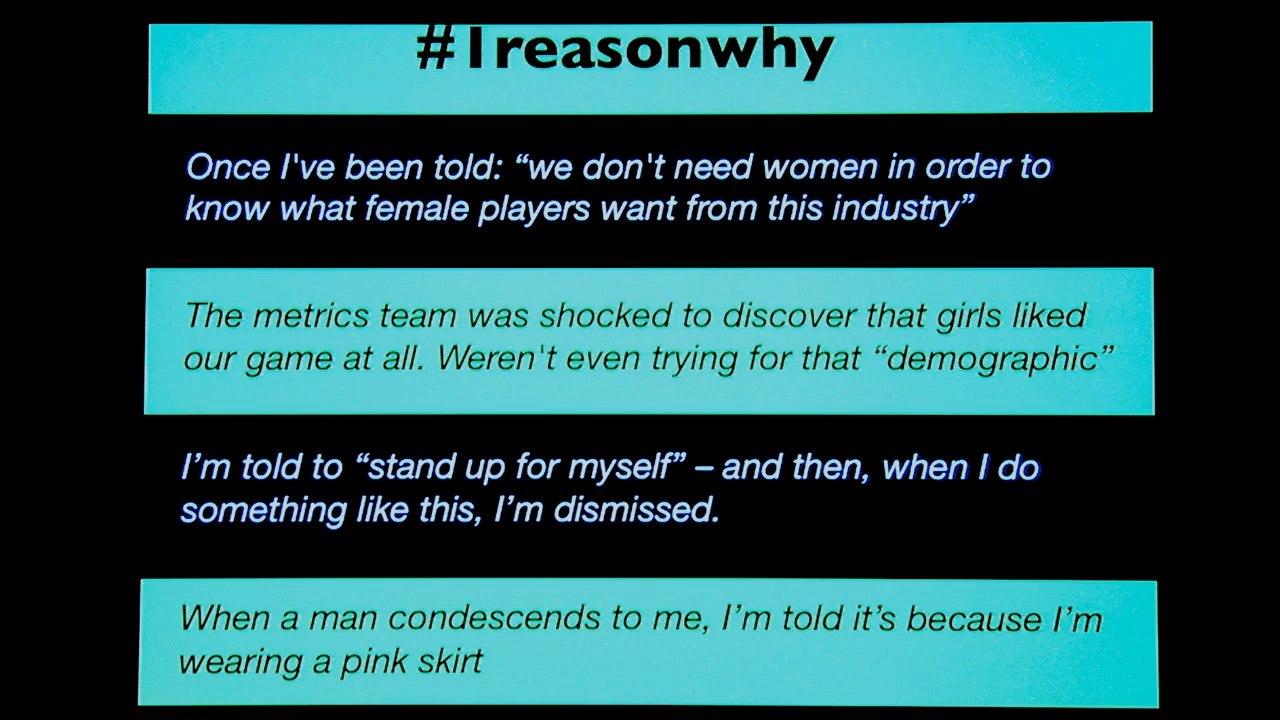 #1reasonwhy
Once I've been told: “we don't need women in order to
know what female players want from this industry”
The metrics team was shocked to discover that girls liked
our game at all. Weren't even trying for that “demographic”
I’m told to “stand up for myself” – and then, when I do
something like this, I’m dismissed.
When a man condescends to me, I’m told it’s because I’m
wearing a pink skirt